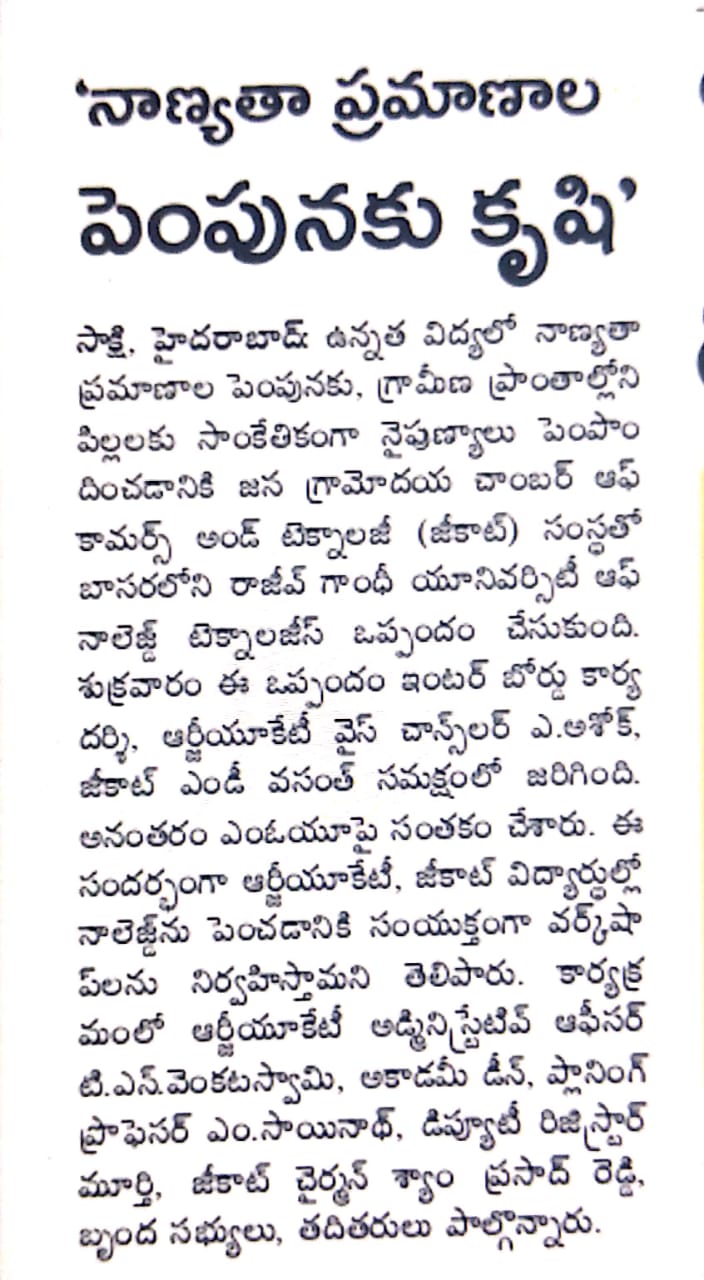 ‘నాణ్యతా ప్రమాణాల
పెంపునకు కృషి’
సాక్షి, హైదరాబాద్: ఉన్నత విద్యలో నాణ్యతా
ప్రమాణాల పెంపునకు, గ్రామీణ ప్రాంతాల్లోని
పిల్లలకు సాంకేతికంగా నైపుణ్యాలు పెంపొం
దించడానికి జస గ్రామోదయ చాంబర్ ఆఫ్
కామర్స్ అండ్ టెక్నాలజీ (జీకాట్) సంస్థతో
బాసరలోని రాజీవ్ గాంధీ యూనివర్సిటీ ఆఫ్
నాలెడ్జ్ టెక్నాలజీస్ ఒప్పందం చేసుకుంది.
శుక్రవారం ఈ ఒప్పందం ఇంటర్ బోర్డు కార్య
దర్శి, ఆర్జీయూకేటీ వైస్ చాన్స్‌లర్ ఎ.అశోక్,
జీకాట్ ఎండీ వసంత్ సమక్షంలో జరిగింది.
అనంతరం ఎంఓయూపై సంతకం చేశారు. ఈ
సందర్భంగా ఆర్జీయూకేటీ, జీకాట్ విద్యార్థుల్లో
నాలెడ్జ్‌ను పెంచడానికి సంయుక్తంగా వర్క్‌షా
ప్‌లను నిర్వహిస్తామని తెలిపారు. కార్యక్ర
మంలో ఆర్జీయూకేటీ అడ్మినిస్ట్రేటివ్ ఆఫీసర్
టి.ఎస్.వెంకటస్వామి, అకాడమీ డీన్, ప్లానింగ్
ప్రొఫెసర్ ఎం.సాయినాథ్, డిప్యూటీ రిజిస్ట్రార్
మూర్తి, జీకాట్ చైర్మన్ శ్యాం ప్రసాద్ రెడ్డి,
బృంద సభ్యులు, తదితరులు పాల్గొన్నారు.